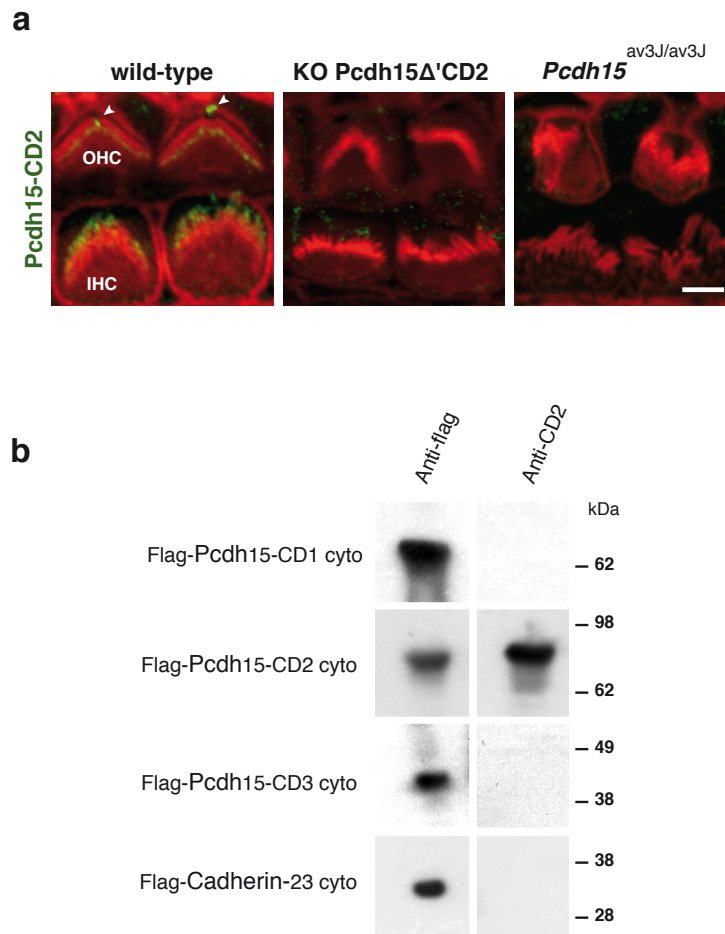 a
wild-type
KO Pcdh15Δ'CD2
Pcdh15 av3J/av3J
Pcdh15-CD2
OHC
IHC
b
Anti-flag
Anti-CD2
kDa
Flag-Pcdh15-CD1 cyto
62
98
Flag-Pcdh15-CD2 cyto
62
49
Flag-Pcdh15-CD3 cyto
38
38
Flag-Cadherin-23 cyto
28